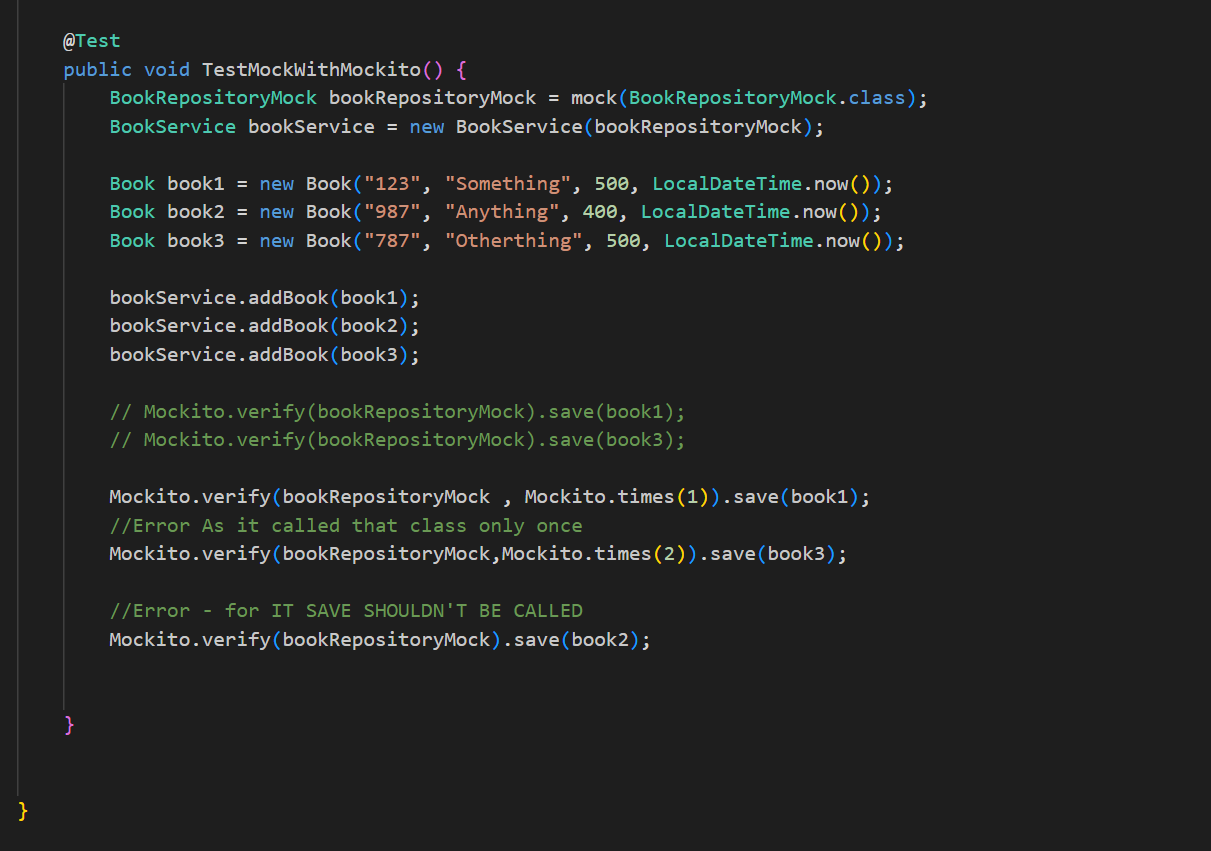 @Test
public void TestMockWithMockito() {
BookRepositoryMock bookRepositoryMock = mock(BookRepositoryMock.class);
BookService bookService = new BookService(bookRepositoryMock);
Book book1 = new Book("123", "Something", 500, LocalDateTime.now());
Book book2 = new Book("987", "Anything", 400, LocalDateTime.now());
Book book3 = new Book("787", "Otherthing", 500, LocalDateTime.now());
bookService.addBook(book1);
bookService.addBook(book2);
bookService.addBook(book3);
// Mockito.verify(bookRepositoryMock).save(book1);
// Mockito.verify(bookRepositoryMock).save(book3);
Mockito.verify(bookRepositoryMock , Mockito.times(1)).save(book1);
//Error As it called that class only once
Mockito.verify(bookRepositoryMock,Mockito.times(2)).save(book3);
//Error - for IT SAVE SHOULDN'T BE CALLED
Mockito.verify(bookRepositoryMock).save(book2);
}
}